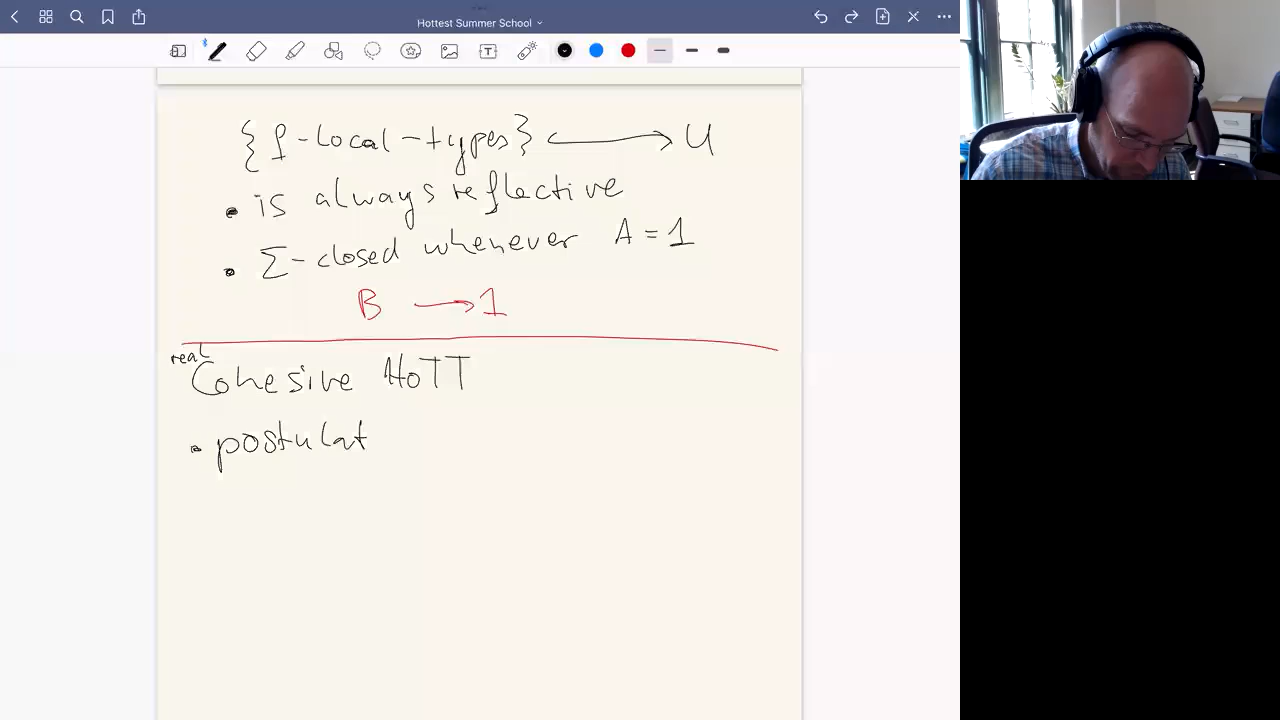 Hottest Summer School
{f-local-types} ⟶ U
• is always reflective
• Σ-closed whenever A = 1
B ⟶ 1
real
Cohesive HoTT
• postulat